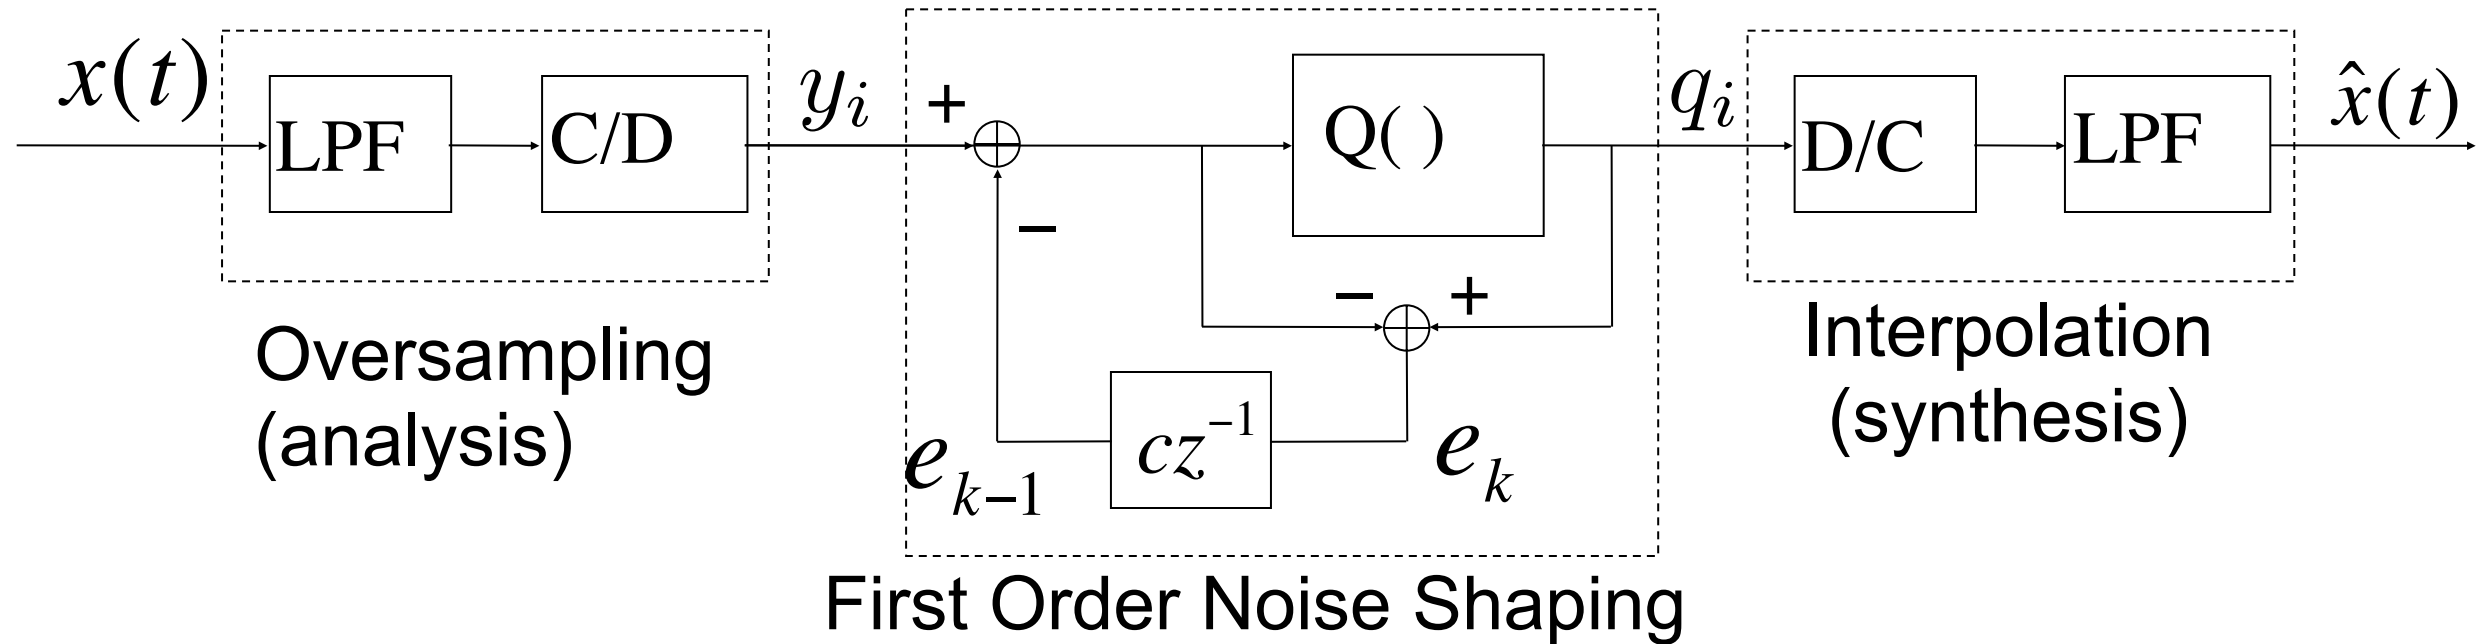 x(t)
LPF
C/D
y_i
+
−
Q( )
q_i
D/C
LPF
x̂(t)
− +
cz⁻¹
e_{k−1}
e_k
Oversampling
(analysis)
Interpolation
(synthesis)
First Order Noise Shaping